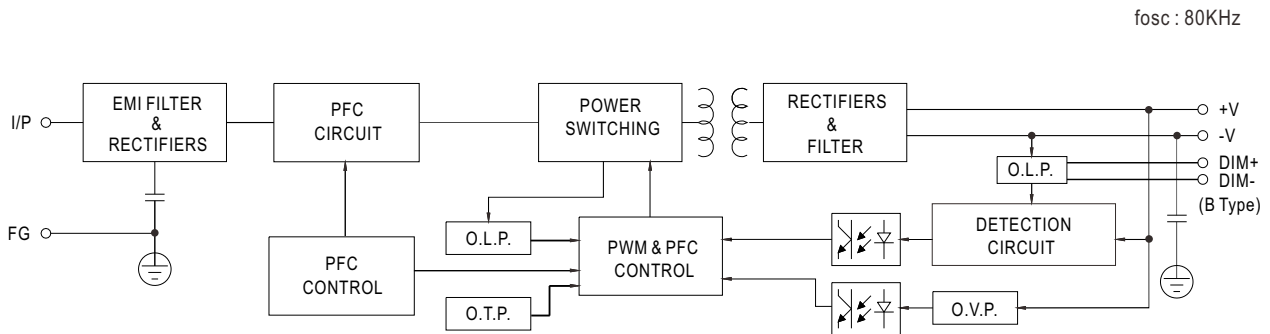 fosc : 80KHz
I/P
EMI FILTER
&
RECTIFIERS
PFC
CIRCUIT
POWER
SWITCHING
RECTIFIERS
&
FILTER
+V
-V
DIM+
DIM-
(B Type)
O.L.P.
FG
O.L.P.
DETECTION
CIRCUIT
PFC
CONTROL
PWM & PFC
CONTROL
O.T.P.
O.V.P.